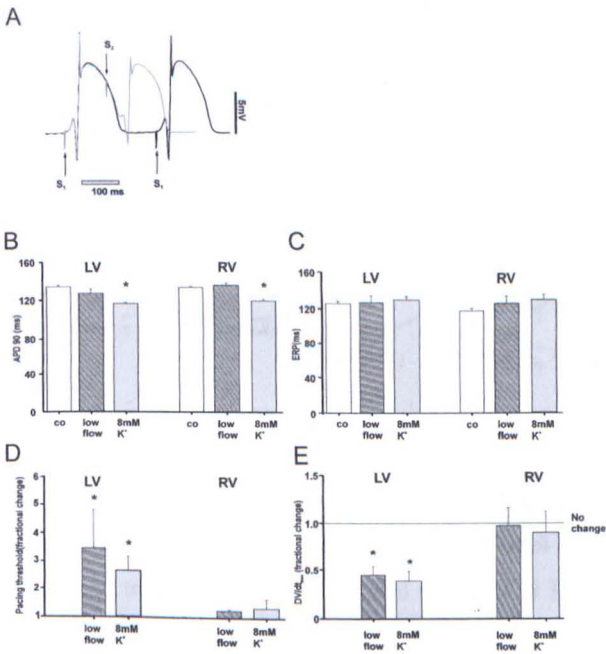 A
S2
5mV
S1
S1
100 ms
B
LV
RV
*
*
160
120
80
40
0
APD 90 (ms)
co
low flow
8mM K+
co
low flow
8mM K+
C
LV
RV
160
120
80
40
0
ERP(ms)
co
low flow
8mM K+
co
low flow
8mM K+
D
LV
RV
*
*
6
5
4
3
2
1
Pacing threshold(fractional change)
low flow
8mM K+
low flow
8mM K+
E
LV
RV
*
*
1.5
1.0
0.5
0
No change
(fractional change)
low flow
8mM K+
low flow
8mM K+